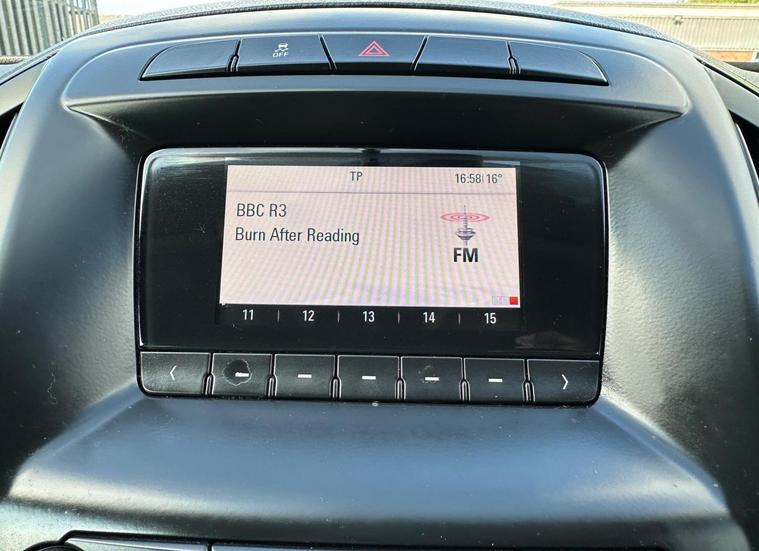 OFF
TP 16:58 16°
BBC R3
Burn After Reading
FM
11 12 13 14 15